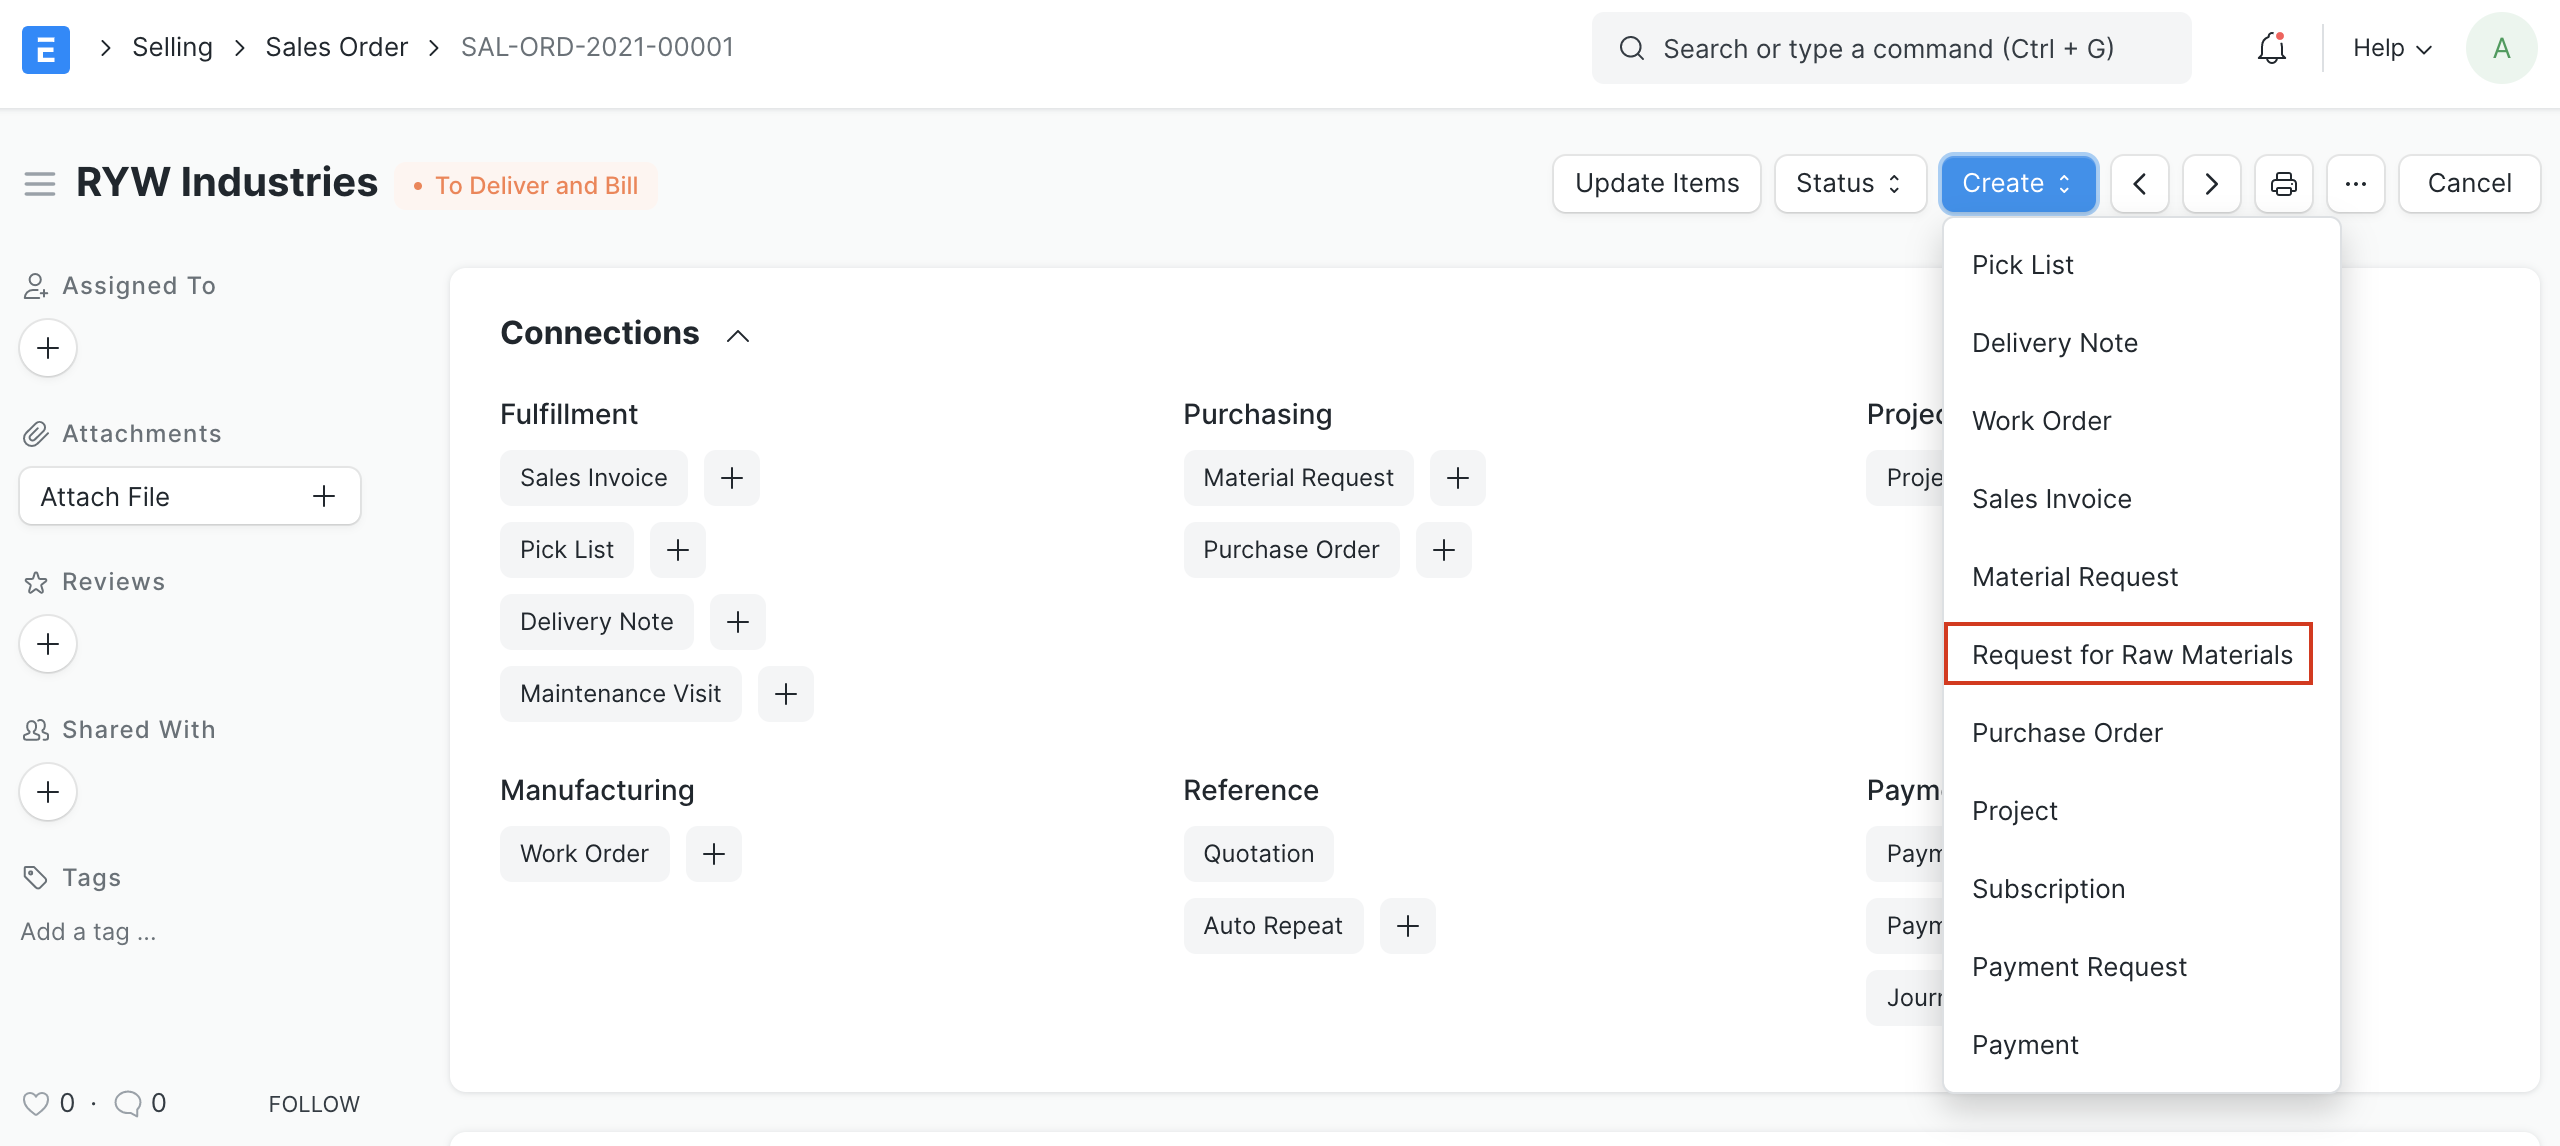 E > Selling > Sales Order > SAL-ORD-2021-00001
Search or type a command (Ctrl + G)
Help
A
RYW Industries
• To Deliver and Bill
Update Items
Status
Create
...
Cancel
Assigned To
Attachments
Attach File
Reviews
Shared With
Tags
Add a tag ...
0 · 0
FOLLOW
Connections
Fulfillment
Sales Invoice
Pick List
Delivery Note
Maintenance Visit
Purchasing
Material Request
Purchase Order
Projec
Proje
Manufacturing
Work Order
Reference
Quotation
Auto Repeat
Paym
Paym
Paym
Jour
Pick List
Delivery Note
Work Order
Sales Invoice
Material Request
Request for Raw Materials
Purchase Order
Project
Subscription
Payment Request
Payment